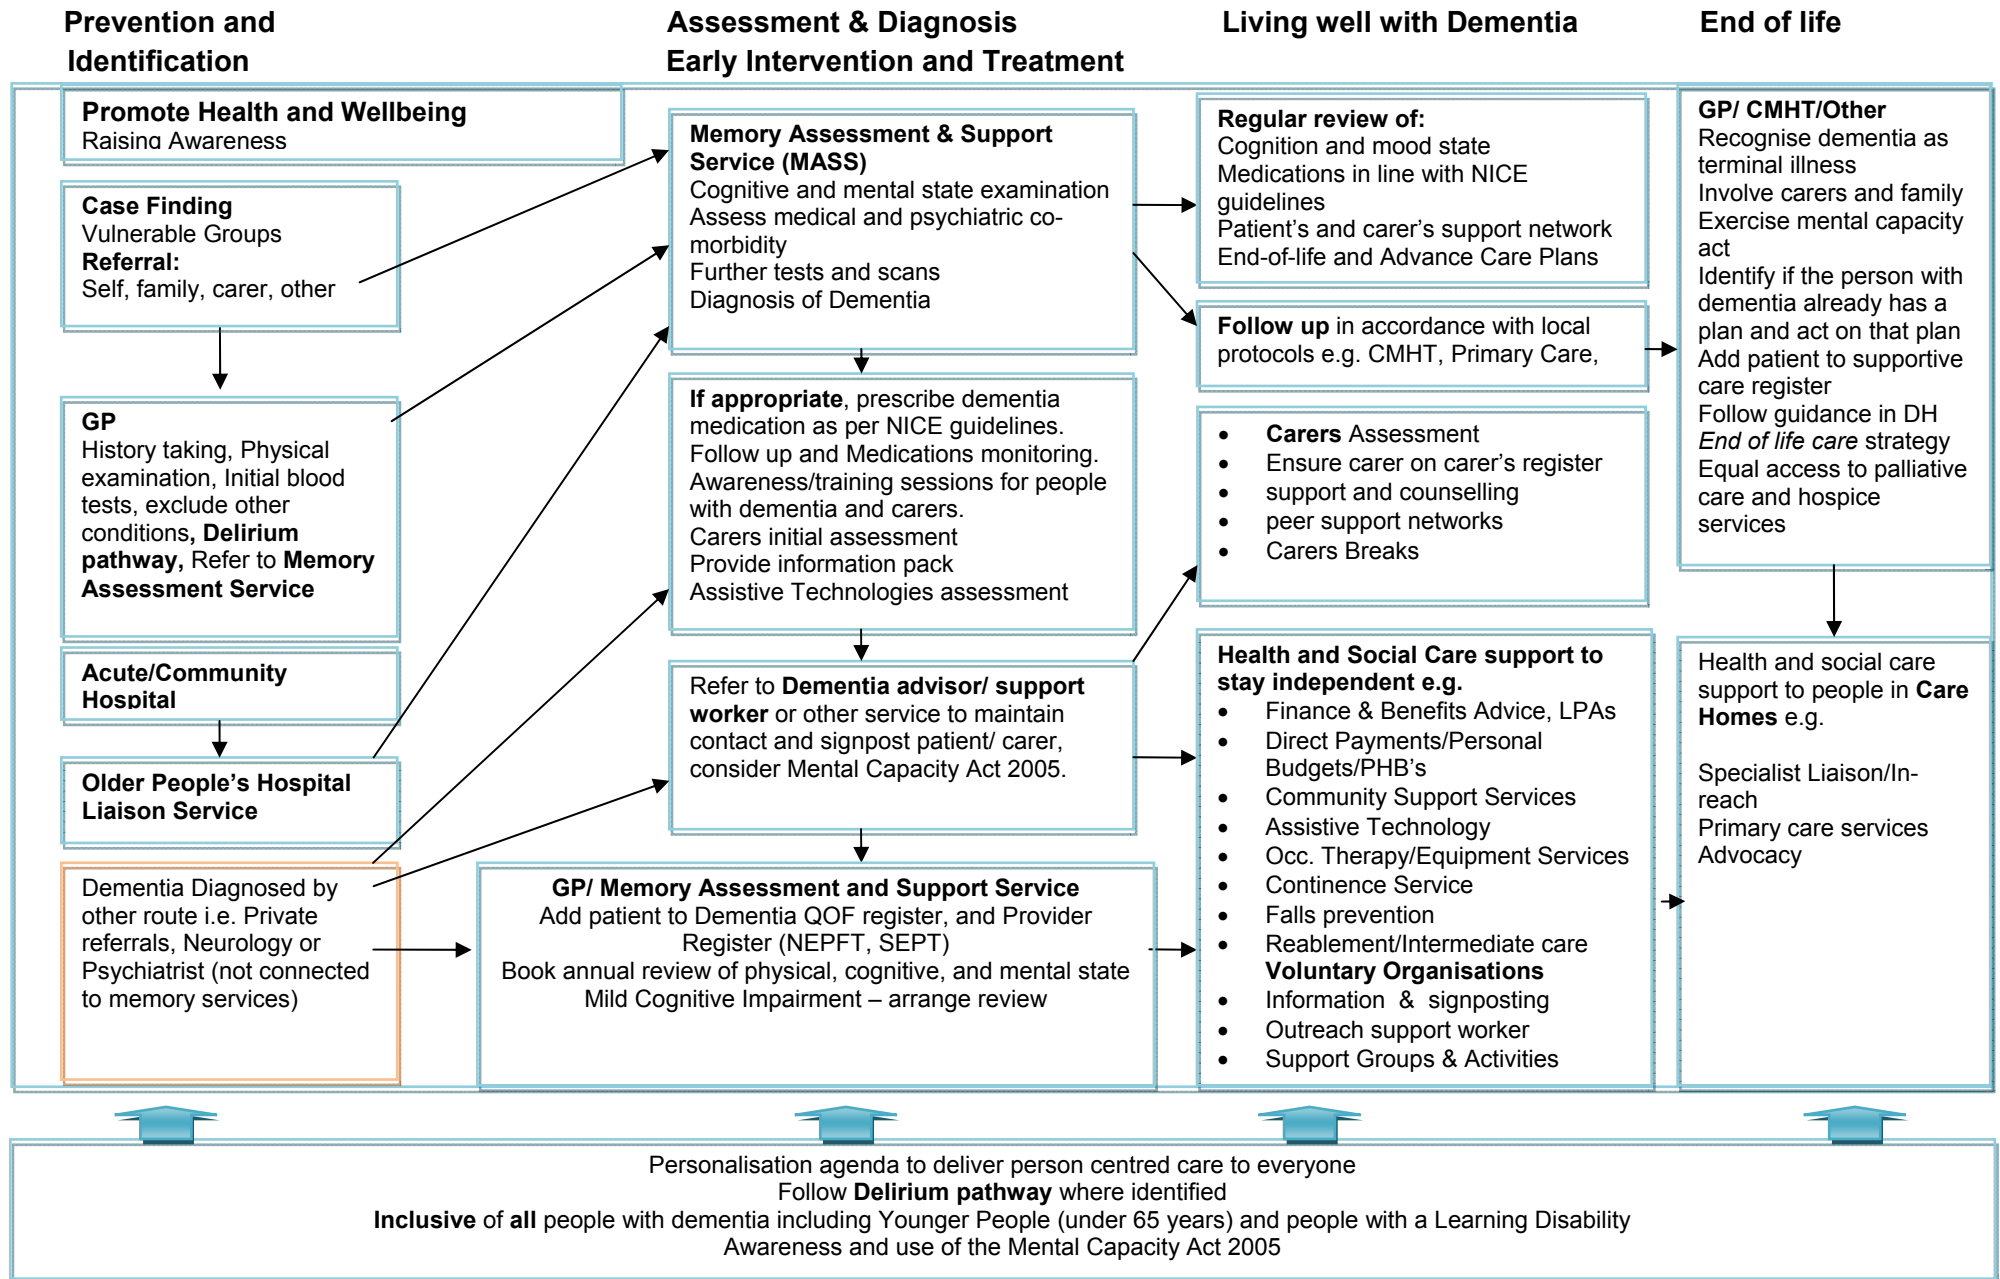 Prevention and
Identification
Assessment & Diagnosis
Early Intervention and Treatment
Living well with Dementia
End of life
Promote Health and Wellbeing
Raising Awareness
Case Finding
Vulnerable Groups
Referral:
Self, family, carer, other
GP
History taking, Physical
examination, Initial blood
tests, exclude other
conditions, Delirium
pathway, Refer to Memory
Assessment Service
Acute/Community
Hospital
Older People's Hospital
Liaison Service
Dementia Diagnosed by
other route i.e. Private
referrals, Neurology or
Psychiatrist (not connected
to memory services)
Memory Assessment & Support
Service (MASS)
Cognitive and mental state examination
Assess medical and psychiatric co-
morbidity
Further tests and scans
Diagnosis of Dementia
If appropriate, prescribe dementia
medication as per NICE guidelines.
Follow up and Medications monitoring.
Awareness/training sessions for people
with dementia and carers.
Carers initial assessment
Provide information pack
Assistive Technologies assessment
Refer to Dementia advisor/ support
worker or other service to maintain
contact and signpost patient/ carer,
consider Mental Capacity Act 2005.
GP/ Memory Assessment and Support Service
Add patient to Dementia QOF register, and Provider
Register (NEPFT, SEPT)
Book annual review of physical, cognitive, and mental state
Mild Cognitive Impairment – arrange review
Regular review of:
Cognition and mood state
Medications in line with NICE
guidelines
Patient's and carer's support network
End-of-life and Advance Care Plans
Follow up in accordance with local
protocols e.g. CMHT, Primary Care,
• Carers Assessment
• Ensure carer on carer's register
• support and counselling
• peer support networks
• Carers Breaks
Health and Social Care support to
stay independent e.g.
• Finance & Benefits Advice, LPAs
• Direct Payments/Personal
Budgets/PHB's
• Community Support Services
• Assistive Technology
• Occ. Therapy/Equipment Services
• Continence Service
• Falls prevention
• Reablement/Intermediate care
Voluntary Organisations
• Information & signposting
• Outreach support worker
• Support Groups & Activities
GP/ CMHT/Other
Recognise dementia as
terminal illness
Involve carers and family
Exercise mental capacity
act
Identify if the person with
dementia already has a
plan and act on that plan
Add patient to supportive
care register
Follow guidance in DH
End of life care strategy
Equal access to palliative
care and hospice
services
Health and social care
support to people in Care
Homes e.g.
Specialist Liaison/In-
reach
Primary care services
Advocacy
Personalisation agenda to deliver person centred care to everyone
Follow Delirium pathway where identified
Inclusive of all people with dementia including Younger People (under 65 years) and people with a Learning Disability
Awareness and use of the Mental Capacity Act 2005